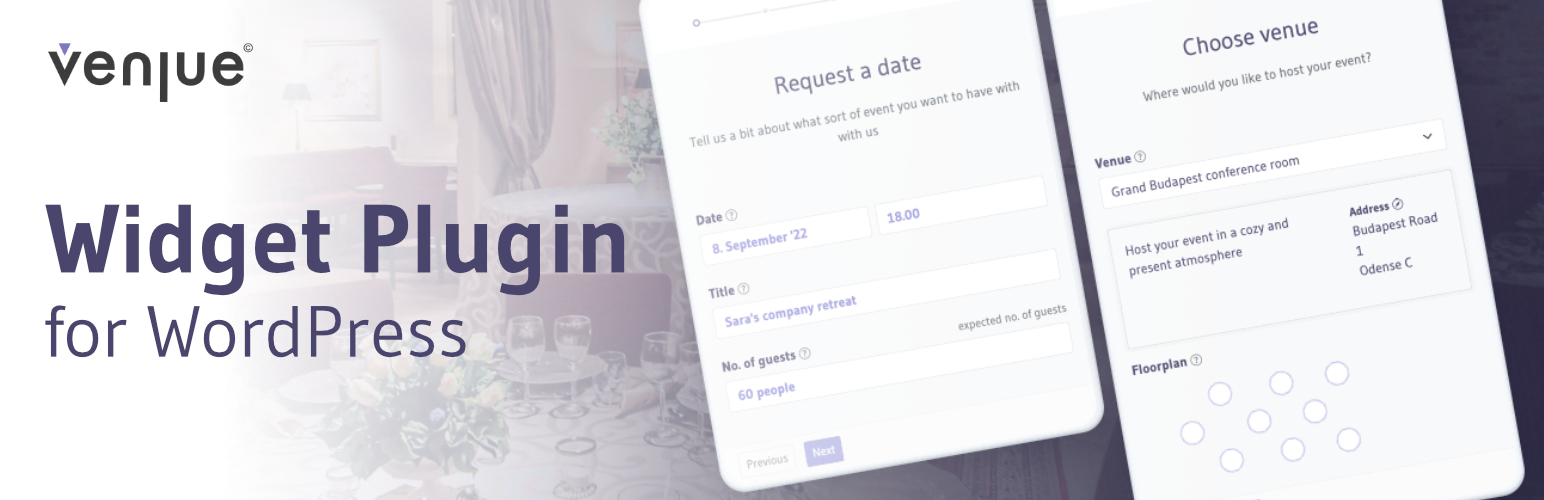 venue©
Widget Plugin
for WordPress
Request a date
Tell us a bit about what sort of event you want to have with
with us
Date ?
8. September '22
18.00
Title ?
Sara's company retreat
No. of guests ?
expected no. of guests
60 people
Previous
Next
Choose venue
Where would you like to host your event?
Venue ?
Grand Budapest conference room
Host your event in a cozy and
present atmosphere
Address
Budapest Road
1
Odense C
Floorplan ?